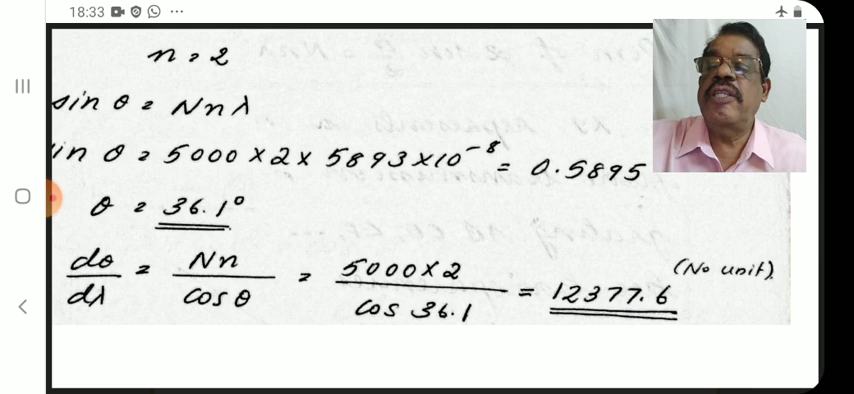 18:33
n = 2
sin θ = Nnλ
in θ = 5000 × 2 × 5893 × 10⁻⁸ = 0.5895
θ = 36.1°
dθ/dλ = Nn/cos θ = 5000×2/cos 36.1 = 12377.6 (No unit)